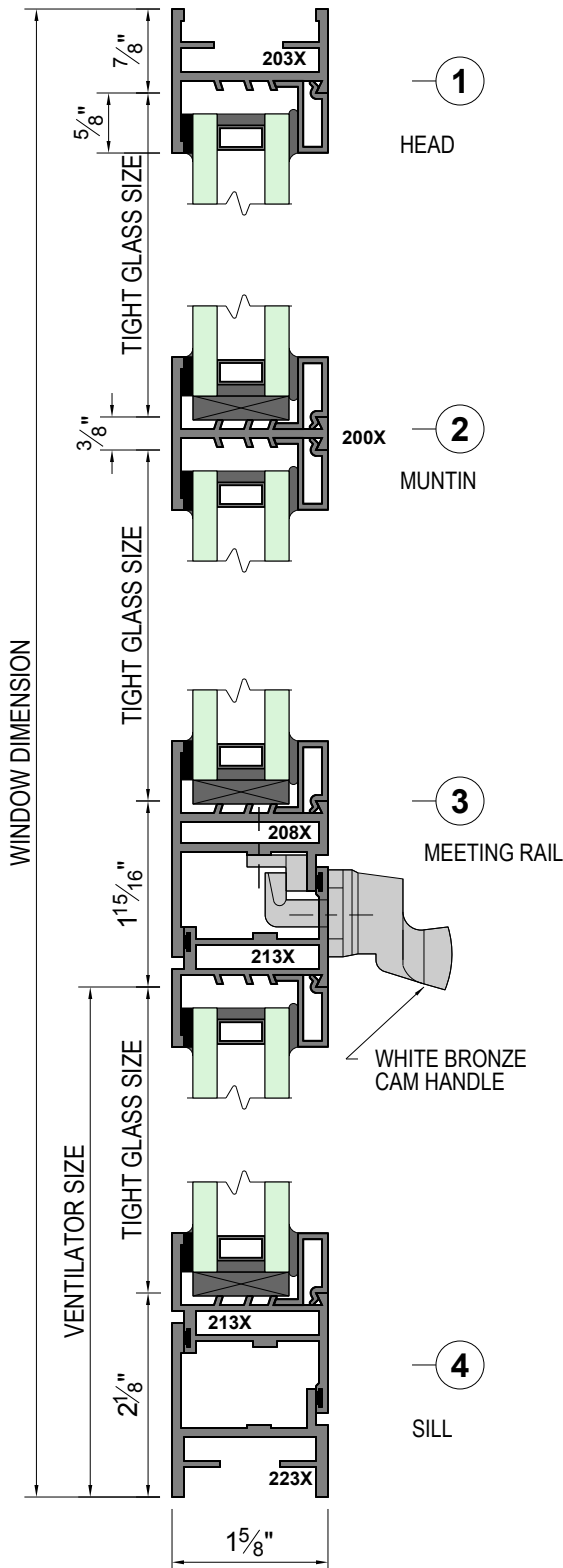 7/8"
203X
1
5/8"
HEAD
TIGHT GLASS SIZE
3/8"
200X
2
MUNTIN
TIGHT GLASS SIZE
WINDOW DIMENSION
3
208X
MEETING RAIL
1 15/16"
213X
WHITE BRONZE
CAM HANDLE
TIGHT GLASS SIZE
VENTILATOR SIZE
213X
4
2 1/8"
SILL
223X
1 5/8"